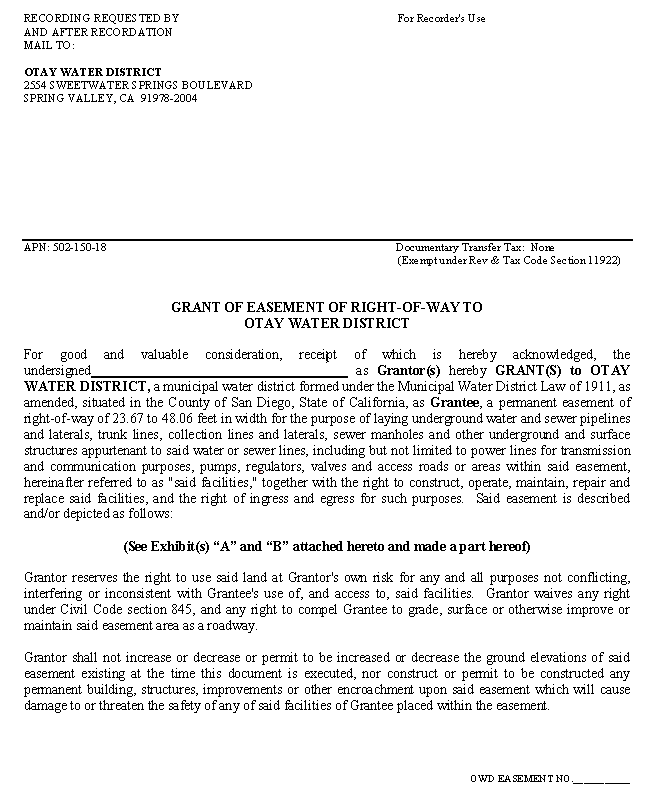 RECORDING REQUESTED BY
AND AFTER RECORDATION
MAIL TO:
For Recorder's Use
OTAY WATER DISTRICT
2554 SWEETWATER SPRINGS BOULEVARD
SPRING VALLEY, CA 91978-2004
APN: 502-150-18
Documentary Transfer Tax: None
(Exempt under Rev & Tax Code Section 11922)
GRANT OF EASEMENT OF RIGHT-OF-WAY TO
OTAY WATER DISTRICT
For good and valuable consideration, receipt of which is hereby acknowledged, the
undersigned________________________________________ as Grantor(s) hereby GRANT(S) to OTAY
WATER DISTRICT, a municipal water district formed under the Municipal Water District Law of 1911, as
amended, situated in the County of San Diego, State of California, as Grantee, a permanent easement of
right-of-way of 23.67 to 48.06 feet in width for the purpose of laying underground water and sewer pipelines
and laterals, trunk lines, collection lines and laterals, sewer manholes and other underground and surface
structures appurtenant to said water or sewer lines, including but not limited to power lines for transmission
and communication purposes, pumps, regulators, valves and access roads or areas within said easement,
hereinafter referred to as "said facilities," together with the right to construct, operate, maintain, repair and
replace said facilities, and the right of ingress and egress for such purposes. Said easement is described
and/or depicted as follows:
(See Exhibit(s) “A” and “B” attached hereto and made a part hereof)
Grantor reserves the right to use said land at Grantor's own risk for any and all purposes not conflicting,
interfering or inconsistent with Grantee's use of, and access to, said facilities. Grantor waives any right
under Civil Code section 845, and any right to compel Grantee to grade, surface or otherwise improve or
maintain said easement area as a roadway.
Grantor shall not increase or decrease or permit to be increased or decrease the ground elevations of said
easement existing at the time this document is executed, nor construct or permit to be constructed any
permanent building, structures, improvements or other encroachment upon said easement which will cause
damage to or threaten the safety of any of said facilities of Grantee placed within the easement.
OWD EASEMENT NO.___________